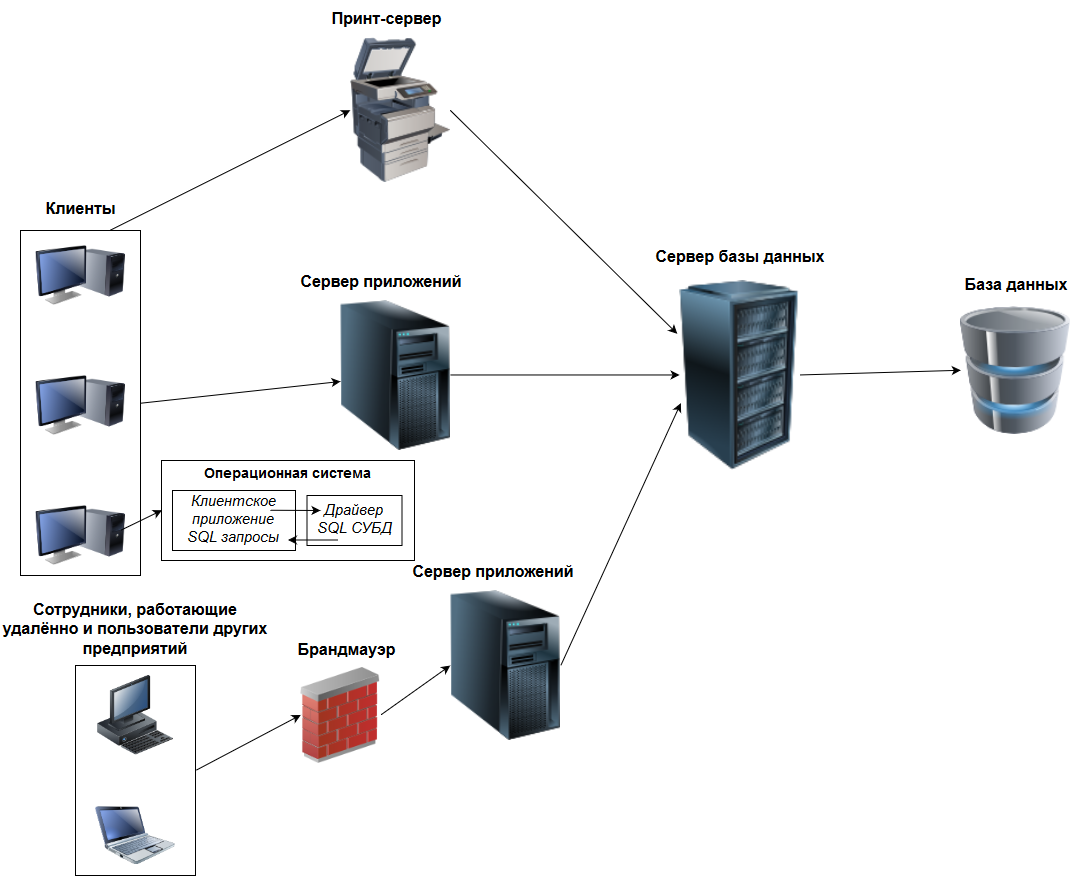 Принт-сервер
Клиенты
Сервер базы данных
Сервер приложений
База данных
Операционная система
Клиентское
приложение
SQL запросы
Драйвер
SQL СУБД
Сервер приложений
Сотрудники, работающие
удалённо и пользователи других
предприятий
Брандмауэр